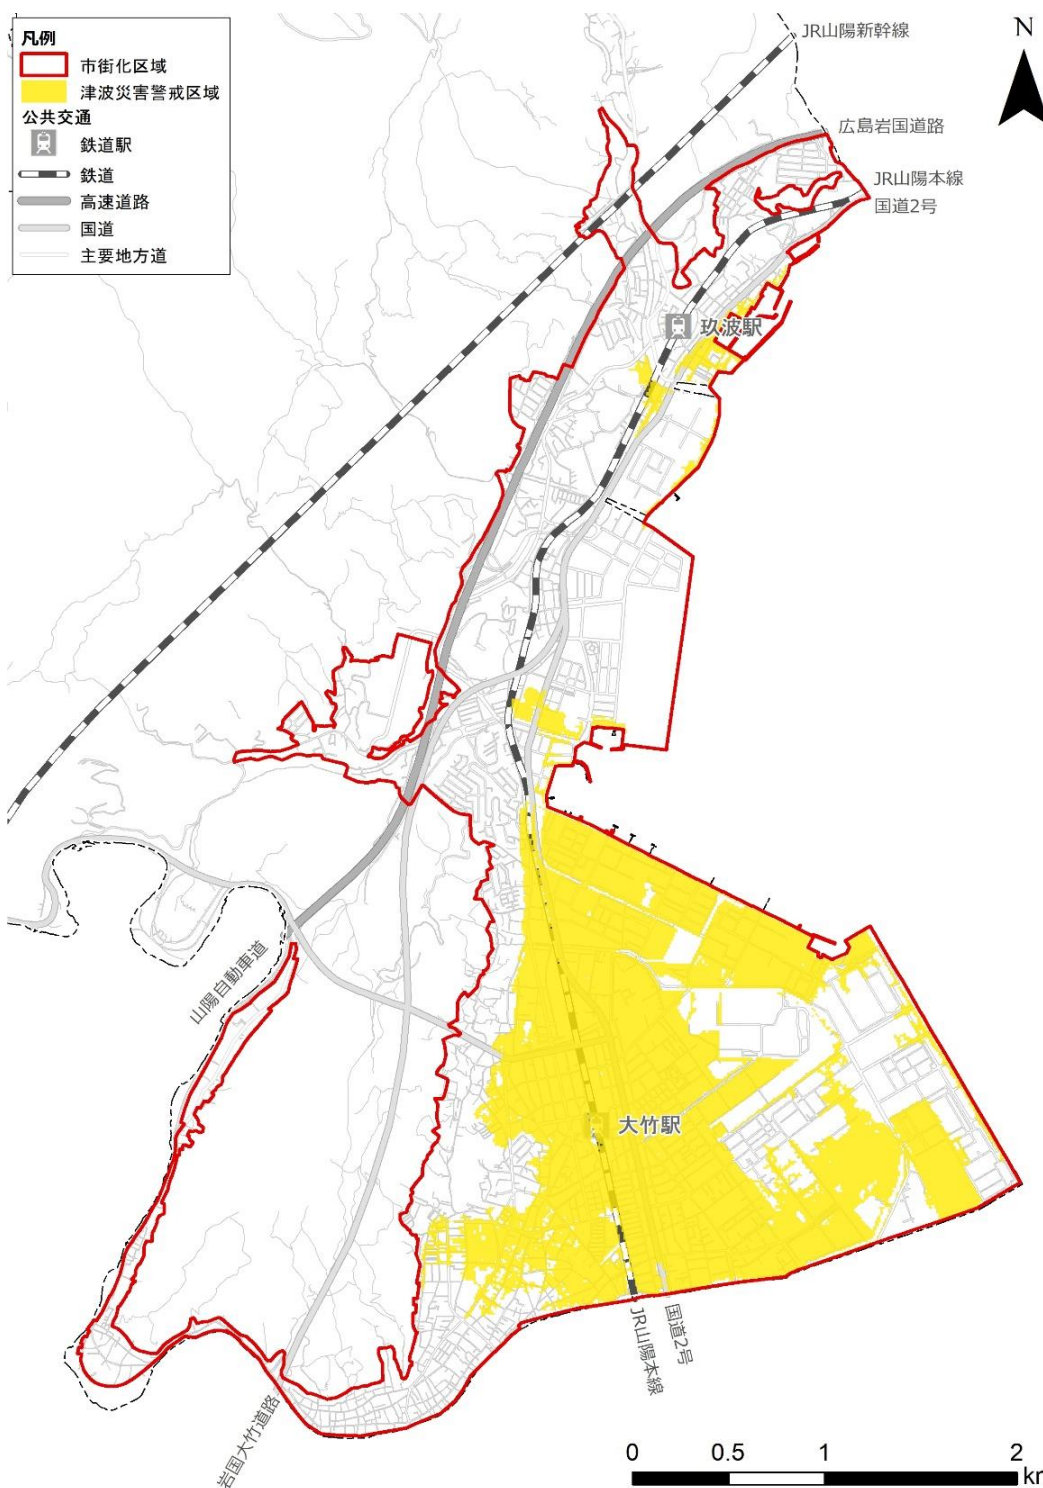 凡例
市街化区域
津波災害警戒区域
公共交通
鉄道駅
鉄道
高速道路
国道
主要地方道
N
JR山陽新幹線
広島岩国道路
JR山陽本線
国道2号
玖波駅
山陽自動車道
大竹駅
国道2号
JR山陽本線
岩国大竹道路
0 0.5 1 2
km